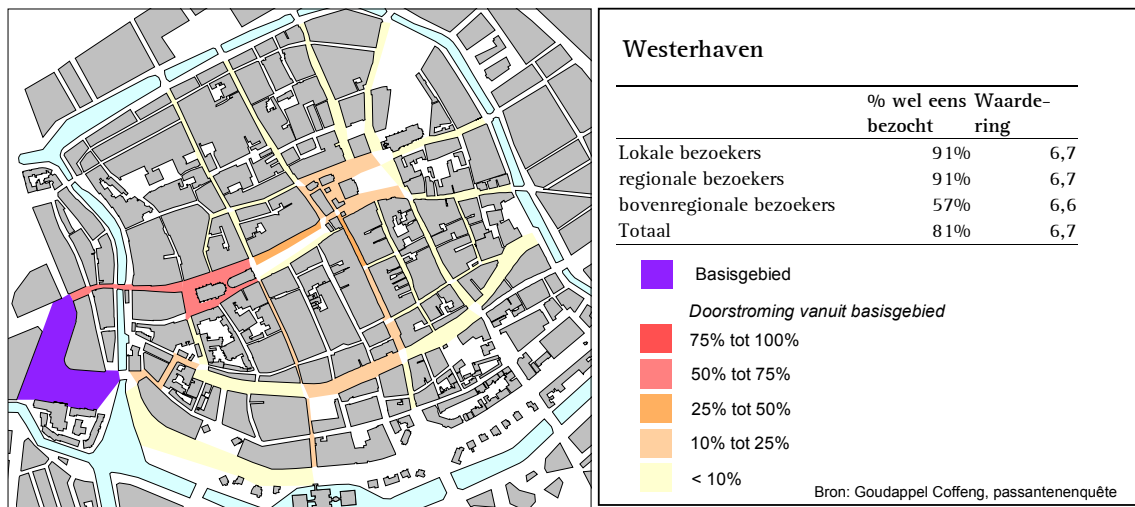 Westerhaven
% wel eens Waarde-
bezocht ring
Lokale bezoekers 91% 6,7
regionale bezoekers 91% 6,7
bovenregionale bezoekers 57% 6,6
Totaal 81% 6,7
Basisgebied
Doorstroming vanuit basisgebied
75% tot 100%
50% tot 75%
25% tot 50%
10% tot 25%
< 10%
Bron: Goudappel Coffeng, passantenenquête